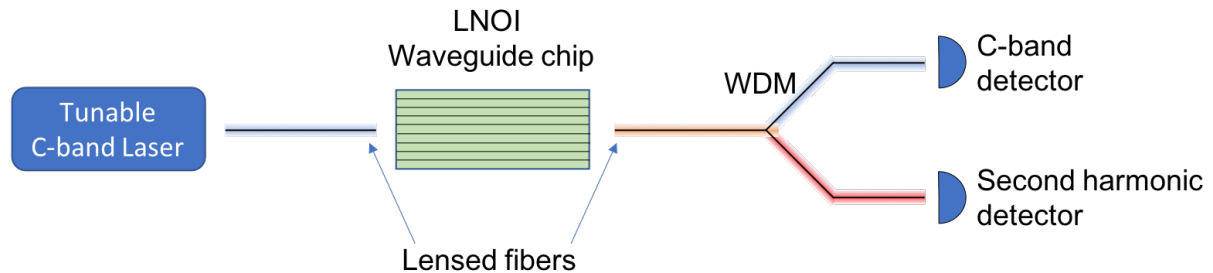 LNOI
Waveguide chip
Tunable
C-band Laser
WDM
C-band
detector
Second harmonic
detector
Lensed fibers